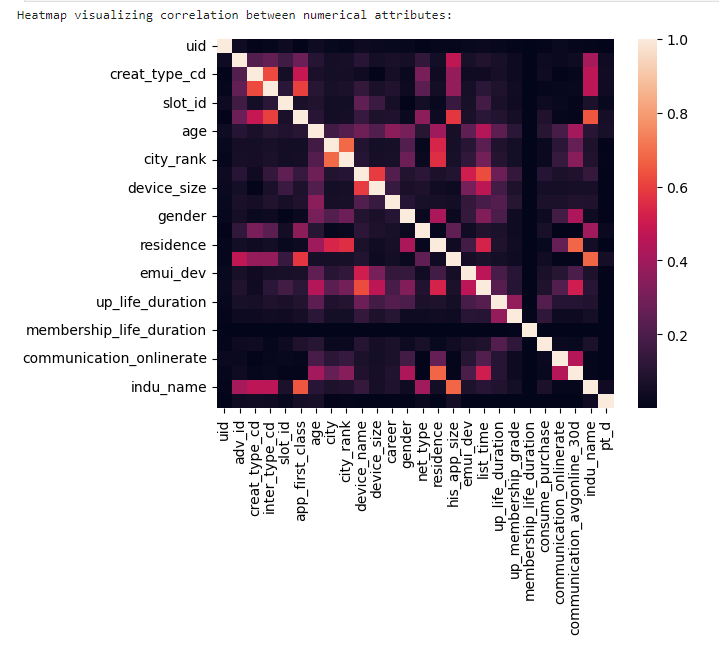 Heatmap visualizing correlation between numerical attributes:
uid
creat_type_cd
slot_id
age
city_rank
device_size
gender
residence
emui_dev
up_life_duration
membership_life_duration
communication_onlinerate
indu_name
1.0
0.8
0.6
0.4
0.2
uid
adv_id
creat_type_cd
inter_type_cd
slot_id
app_first_class
age
city
city_rank
device_name
device_size
career
gender
net_type
residence
his_app_size
emui_dev
list_time
up_life_duration
up_membership_grade
membership_life_duration
consume_purchase
communication_onlinerate
communication_avgonline_30d
indu_name
pt_d